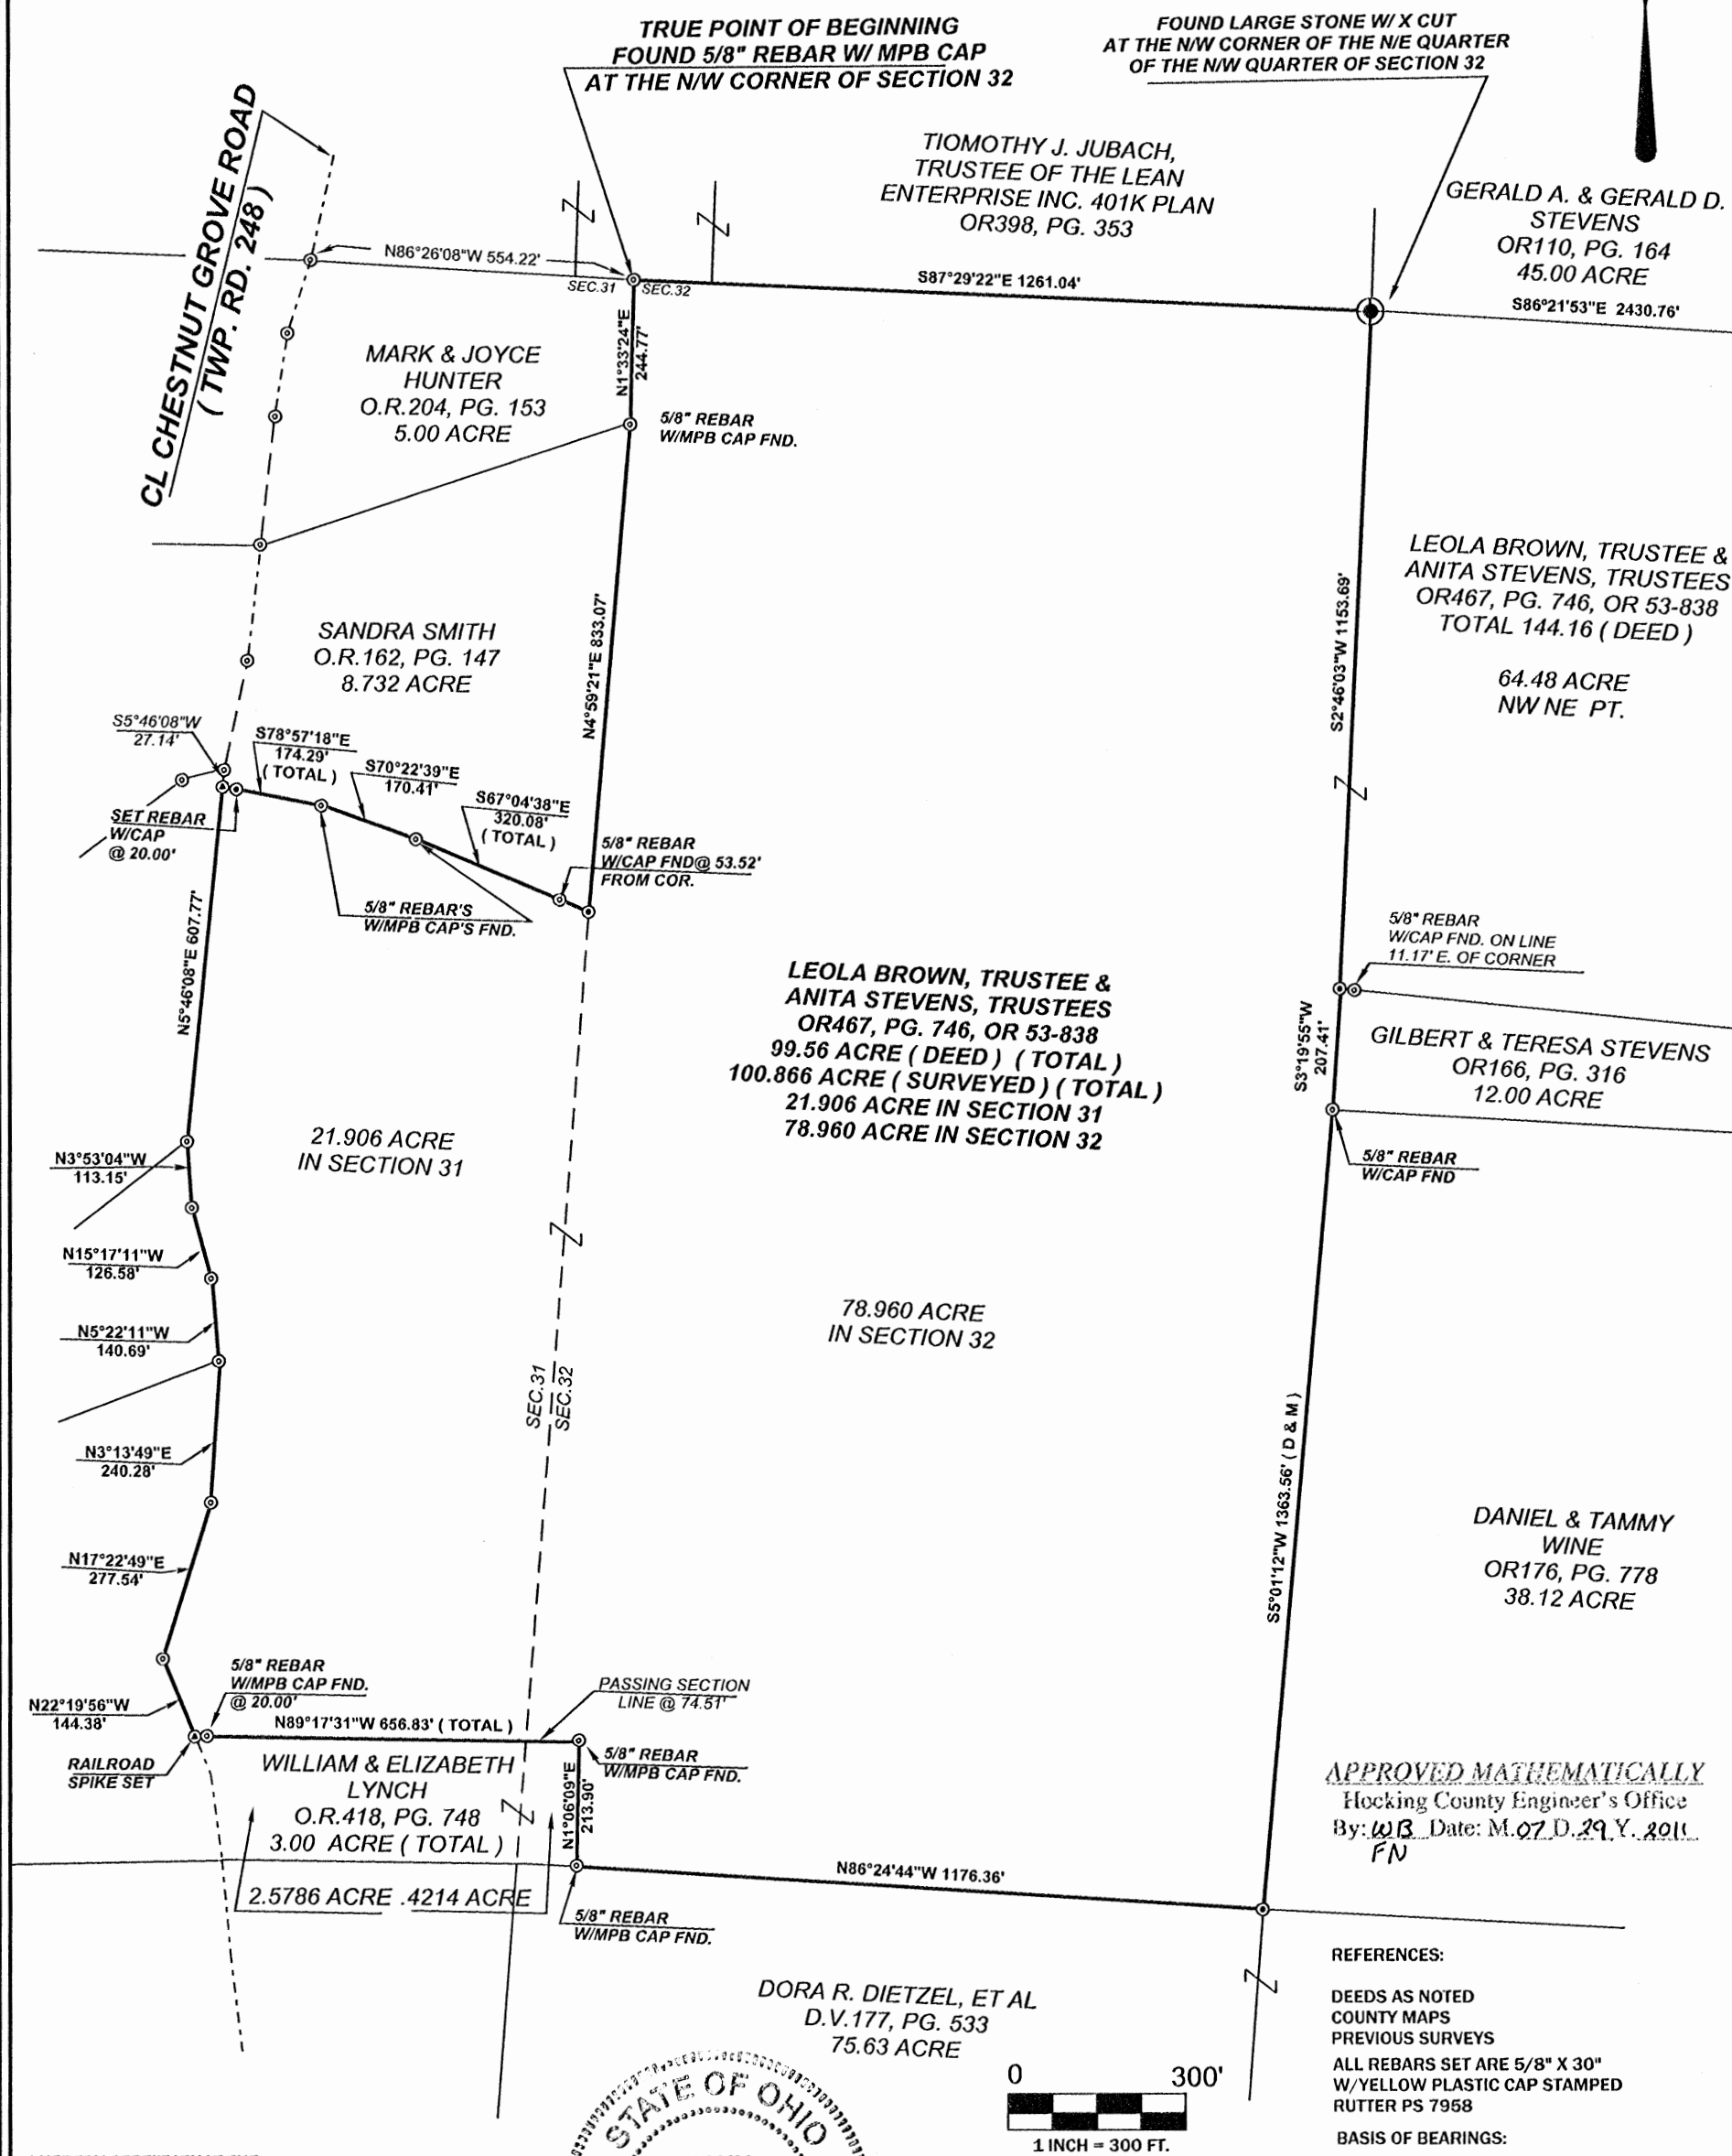 TRUE POINT OF BEGINNING
FOUND 5/8" REBAR W/ MPB CAP
AT THE N/W CORNER OF SECTION 32
FOUND LARGE STONE W/ X CUT
AT THE N/W CORNER OF THE N/E QUARTER
OF THE N/W QUARTER OF SECTION 32
CL CHESTNUT GROVE ROAD
( TWP. RD. 248 )
TIOMOTHY J. JUBACH,
TRUSTEE OF THE LEAN
ENTERPRISE INC. 401K PLAN
OR398, PG. 353
GERALD A. & GERALD D.
STEVENS
OR110, PG. 164
45.00 ACRE
N86°26'08"W 554.22'
SEC.31
SEC.32
S87°29'22"E 1261.04'
S86°21'53"E 2430.76'
MARK & JOYCE
HUNTER
O.R.204, PG. 153
5.00 ACRE
N1°33'24"E
244.77'
5/8" REBAR
W/MPB CAP FND.
LEOLA BROWN, TRUSTEE &
ANITA STEVENS, TRUSTEES
OR467, PG. 746, OR 53-838
TOTAL 144.16 ( DEED )
64.48 ACRE
NW NE PT.
S2°46'03"W 1153.69'
N4°59'21"E 833.07'
SANDRA SMITH
O.R.162, PG. 147
8.732 ACRE
S5°46'08"W
27.14'
S78°57'18"E
174.29'
( TOTAL )
S70°22'39"E
170.41'
S67°04'38"E
320.08'
( TOTAL )
SET REBAR
W/CAP
@ 20.00'
5/8" REBAR
W/CAP FND@ 53.52'
FROM COR.
5/8" REBAR'S
W/MPB CAP'S FND.
N5°46'08"E 607.77'
5/8" REBAR
W/CAP FND. ON LINE
11.17' E. OF CORNER
LEOLA BROWN, TRUSTEE &
ANITA STEVENS, TRUSTEES
OR467, PG. 746, OR 53-838
99.56 ACRE ( DEED ) ( TOTAL )
100.866 ACRE ( SURVEYED ) ( TOTAL )
21.906 ACRE IN SECTION 31
78.960 ACRE IN SECTION 32
S3°19'55"W
207.41'
GILBERT & TERESA STEVENS
OR166, PG. 316
12.00 ACRE
21.906 ACRE
IN SECTION 31
5/8" REBAR
W/CAP FND
N3°53'04"W
113.15'
N15°17'11"W
126.58'
N5°22'11"W
140.69'
78.960 ACRE
IN SECTION 32
SEC.31
SEC.32
N3°13'49"E
240.28'
S5°01'12"W 1363.56' ( D & M )
N17°22'49"E
277.54'
DANIEL & TAMMY
WINE
OR176, PG. 778
38.12 ACRE
5/8" REBAR
W/MPB CAP FND.
@ 20.00'
PASSING SECTION
LINE @ 74.51'
N22°19'56"W
144.38'
N89°17'31"W 656.83' ( TOTAL )
RAILROAD
SPIKE SET
WILLIAM & ELIZABETH
LYNCH
O.R.418, PG. 748
3.00 ACRE ( TOTAL )
5/8" REBAR
W/MPB CAP FND.
N1°06'09"E
213.90'
APPROVED MATHEMATICALLY
Hocking County Engineer's Office
By: WB Date: M.07 D.29 Y. 2011
FN
N86°24'44"W 1176.36'
2.5786 ACRE .4214 ACRE
5/8" REBAR
W/MPB CAP FND.
DORA R. DIETZEL, ET AL
D.V.177, PG. 533
75.63 ACRE
REFERENCES:
DEEDS AS NOTED
COUNTY MAPS
PREVIOUS SURVEYS
ALL REBARS SET ARE 5/8" X 30"
W/YELLOW PLASTIC CAP STAMPED
RUTTER PS 7958
BASIS OF BEARINGS:
0 300'
1 INCH = 300 FT.
STATE OF OHIO